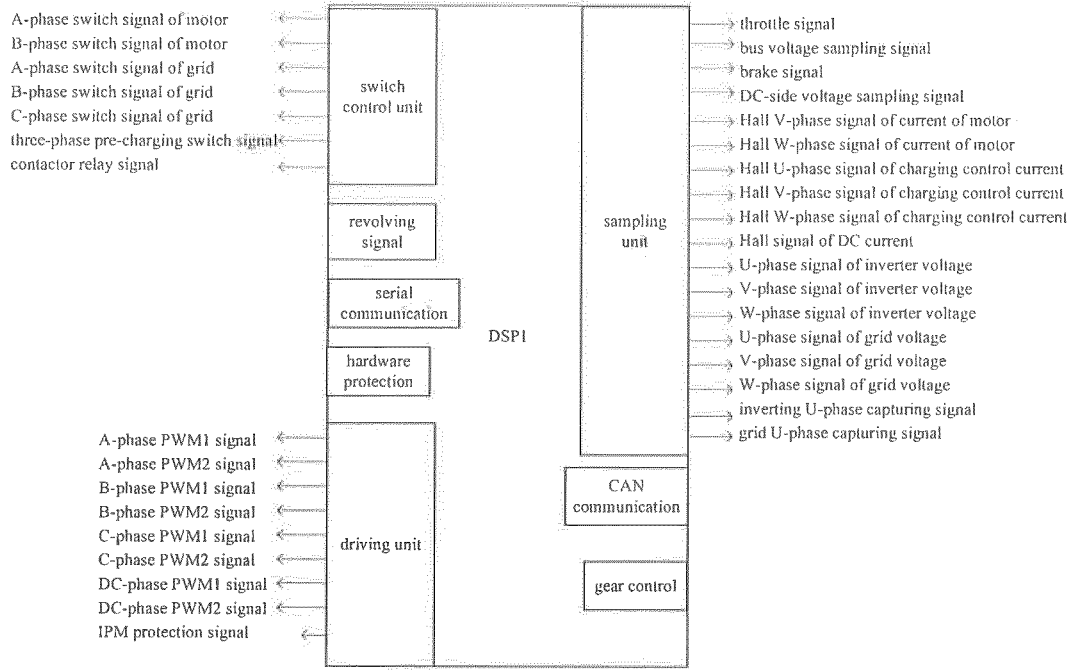 A-phase switch signal of motor
B-phase switch signal of motor
A-phase switch signal of grid
B-phase switch signal of grid
C-phase switch signal of grid
three-phase pre-charging switch signal
contactor relay signal
switch
control unit
revolving
signal
serial
communication
hardware
protection
A-phase PWM1 signal
A-phase PWM2 signal
B-phase PWM1 signal
B-phase PWM2 signal
C-phase PWM1 signal
C-phase PWM2 signal
DC-phase PWM1 signal
DC-phase PWM2 signal
IPM protection signal
driving unit
DSP1
sampling
unit
CAN
communication
gear control
throttle signal
bus voltage sampling signal
brake signal
DC-side voltage sampling signal
Hall V-phase signal of current of motor
Hall W-phase signal of current of motor
Hall U-phase signal of charging control current
Hall V-phase signal of charging control current
Hall W-phase signal of charging control current
Hall signal of DC current
U-phase signal of inverter voltage
V-phase signal of inverter voltage
W-phase signal of inverter voltage
U-phase signal of grid voltage
V-phase signal of grid voltage
W-phase signal of grid voltage
inverting U-phase capturing signal
grid U-phase capturing signal